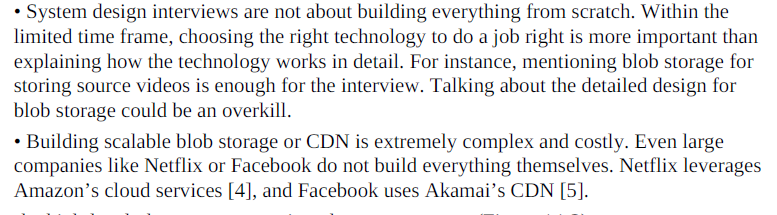 • System design interviews are not about building everything from scratch. Within the
limited time frame, choosing the right technology to do a job right is more important than
explaining how the technology works in detail. For instance, mentioning blob storage for
storing source videos is enough for the interview. Talking about the detailed design for
blob storage could be an overkill.
• Building scalable blob storage or CDN is extremely complex and costly. Even large
companies like Netflix or Facebook do not build everything themselves. Netflix leverages
Amazon’s cloud services [4], and Facebook uses Akamai’s CDN [5].